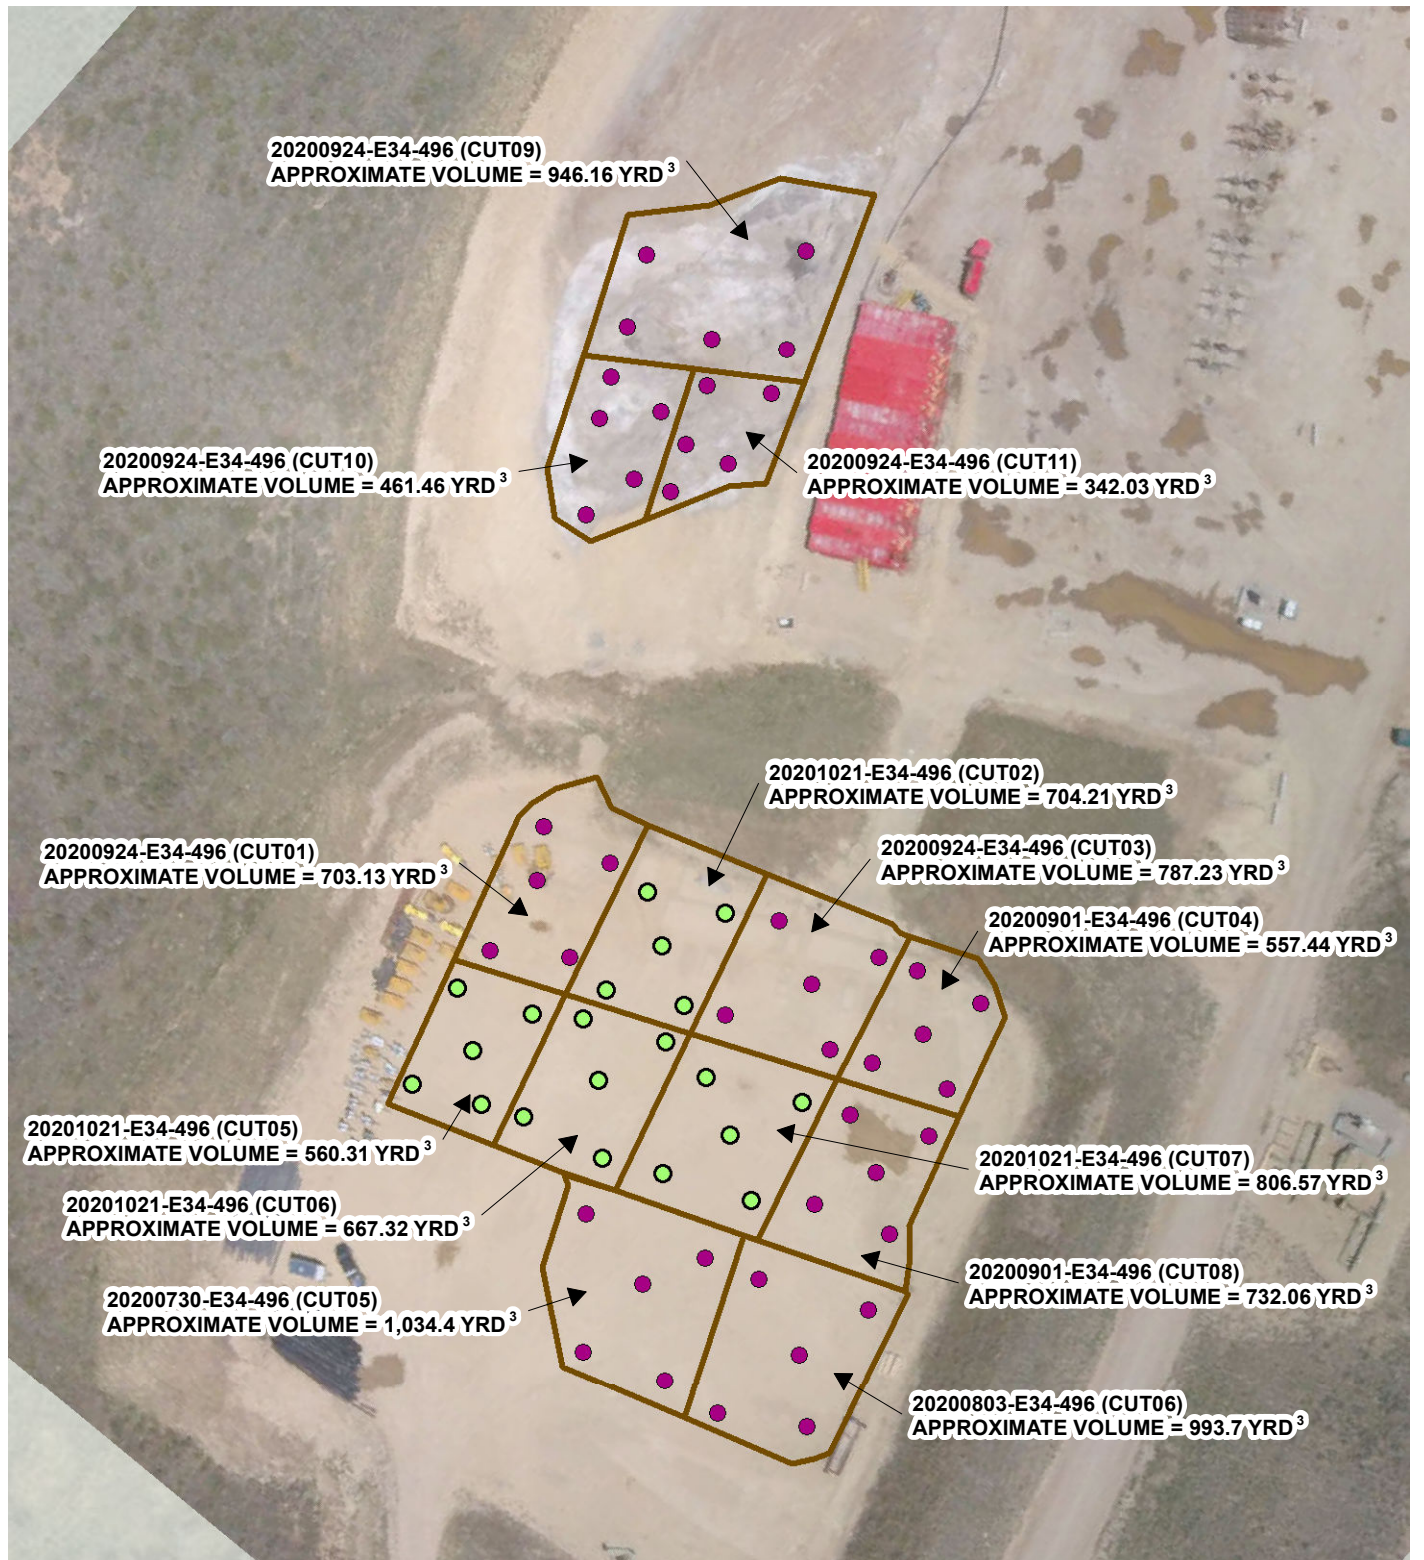 20200924-E34-496 (CUT09)
APPROXIMATE VOLUME = 946.16 YRD³
20200924-E34-496 (CUT10)
APPROXIMATE VOLUME = 461.46 YRD³
20200924-E34-496 (CUT11)
APPROXIMATE VOLUME = 342.03 YRD³
20201021-E34-496 (CUT02)
APPROXIMATE VOLUME = 704.21 YRD³
20200924-E34-496 (CUT01)
APPROXIMATE VOLUME = 703.13 YRD³
20200924-E34-496 (CUT03)
APPROXIMATE VOLUME = 787.23 YRD³
20200901-E34-496 (CUT04)
APPROXIMATE VOLUME = 557.44 YRD³
20201021-E34-496 (CUT05)
APPROXIMATE VOLUME = 560.31 YRD³
20201021-E34-496 (CUT07)
APPROXIMATE VOLUME = 806.57 YRD³
20201021-E34-496 (CUT06)
APPROXIMATE VOLUME = 667.32 YRD³
20200901-E34-496 (CUT08)
APPROXIMATE VOLUME = 732.06 YRD³
20200730-E34-496 (CUT05)
APPROXIMATE VOLUME = 1,034.4 YRD³
20200803-E34-496 (CUT06)
APPROXIMATE VOLUME = 993.7 YRD³